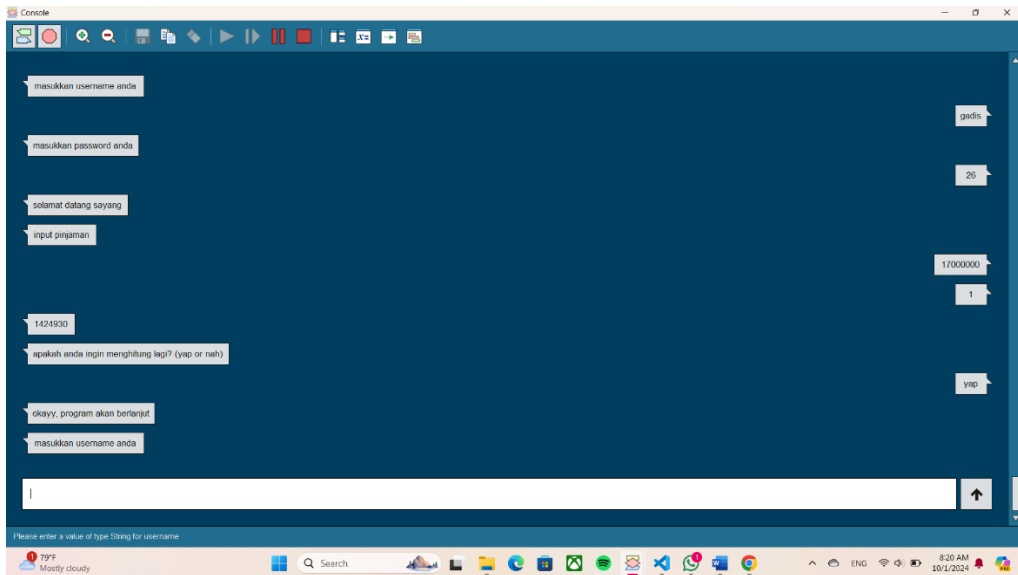 Console
masukkan username anda
gadis
masukkan password anda
26
selamat datang sayang
input pinjaman
17000000
1
1424930
apakah anda ingin menghitung lagi? (yap or nah)
yap
okayy, program akan berlanjut
masukkan username anda
Please enter a value of type String for username
1
79°F
Mostly cloudy
Search
ENG
8:20 AM
10/1/2024